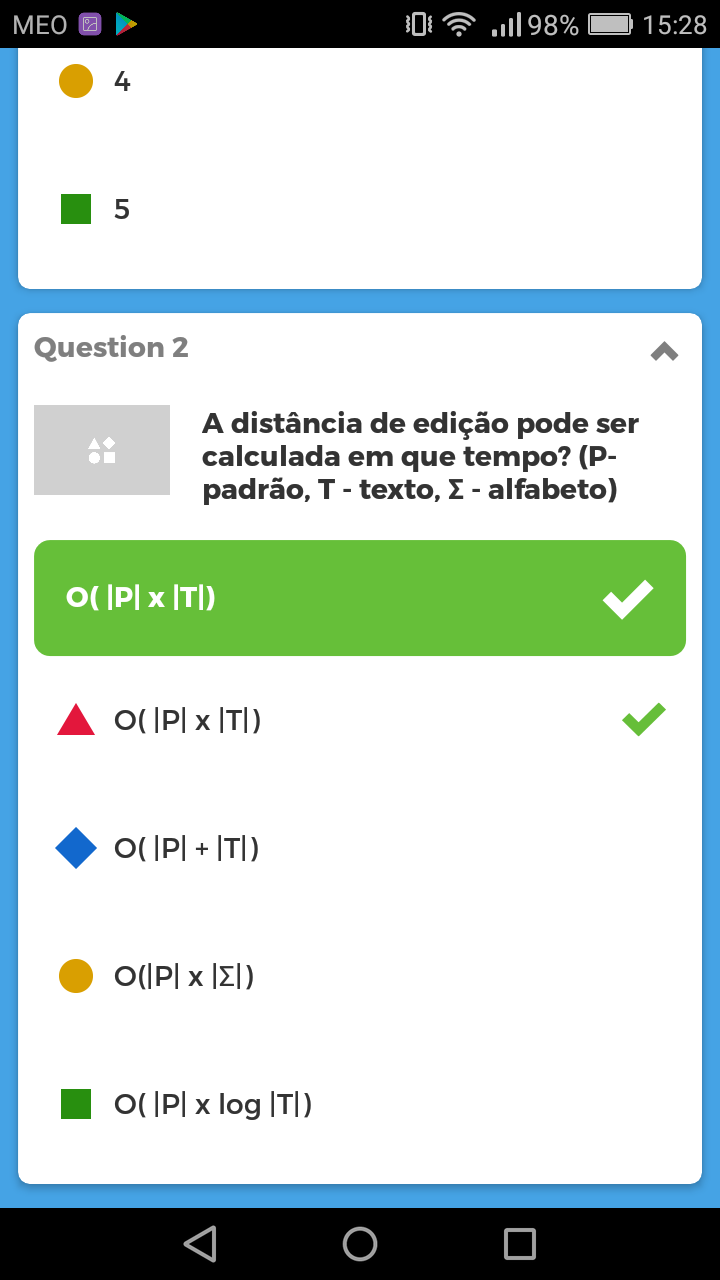 MEO 98% 15:28
4
5
Question 2
A distância de edição pode ser
calculada em que tempo? (P-
padrão, T - texto, Σ - alfabeto)
O( |P| x |T|)
O( |P| x |T|)
O( |P| + |T|)
O(|P| x |Σ|)
O( |P| x log |T|)